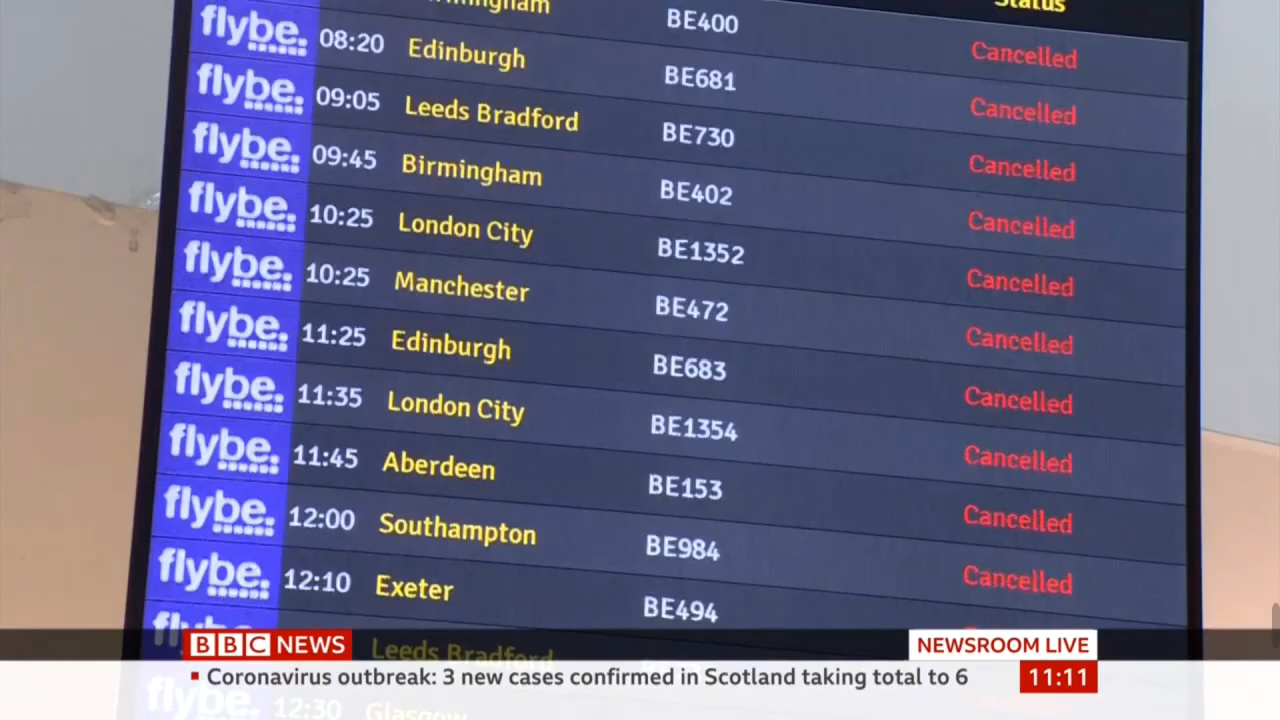 Status
BE400 Cancelled
flybe. 08:20 Edinburgh BE681 Cancelled
flybe. 09:05 Leeds Bradford BE730 Cancelled
flybe. 09:45 Birmingham BE402 Cancelled
flybe. 10:25 London City BE1352 Cancelled
flybe. 10:25 Manchester BE472 Cancelled
flybe. 11:25 Edinburgh BE683 Cancelled
flybe. 11:35 London City BE1354 Cancelled
flybe. 11:45 Aberdeen BE153 Cancelled
flybe. 12:00 Southampton BE984 Cancelled
flybe. 12:10 Exeter BE494
Leeds Bradford
flybe. 12:30 Glasgow
BBC NEWS
NEWSROOM LIVE
Coronavirus outbreak: 3 new cases confirmed in Scotland taking total to 6
11:11